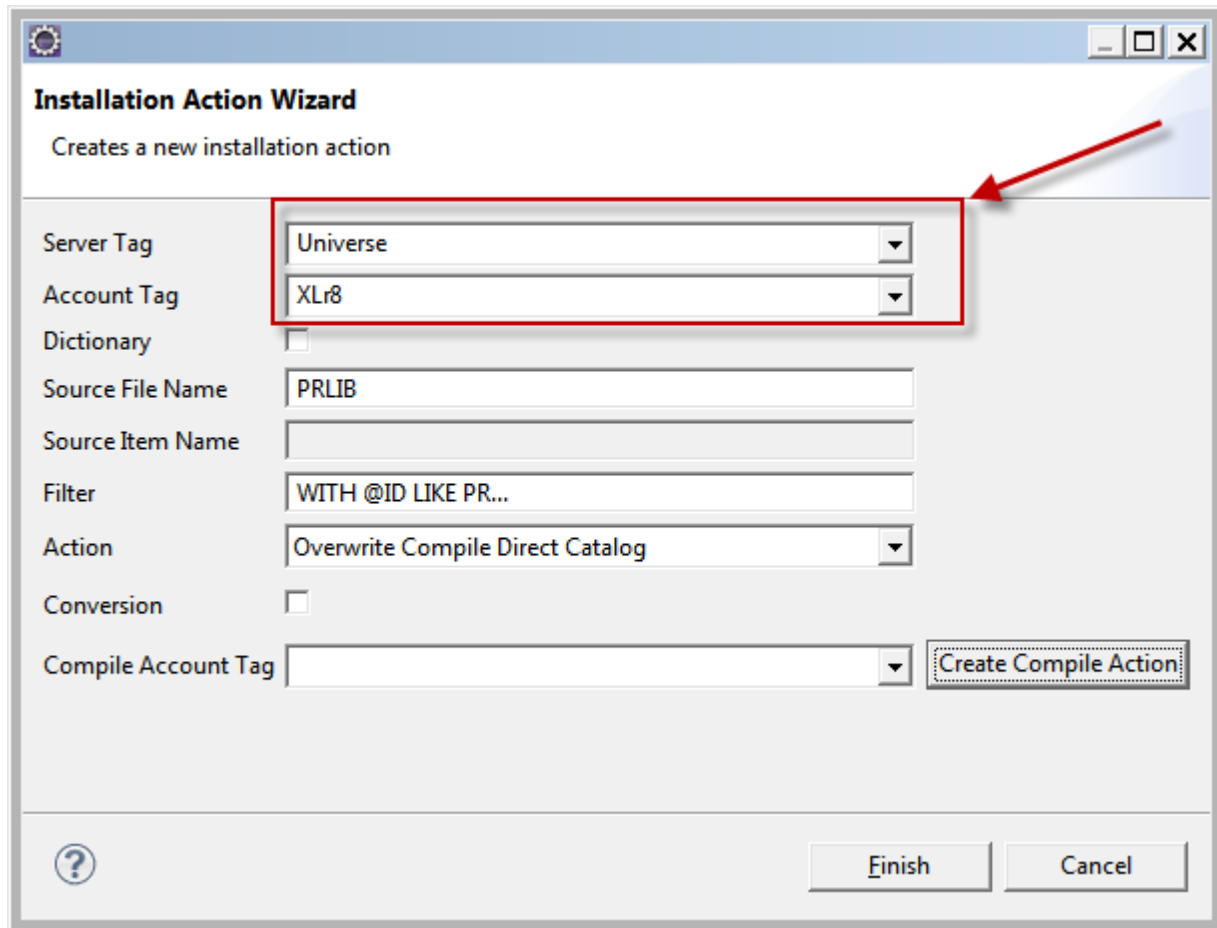 Installation Action Wizard
Creates a new installation action
Server Tag Universe
Account Tag XLr8
Dictionary
Source File Name PRLIB
Source Item Name
Filter WITH @ID LIKE PR...
Action Overwrite Compile Direct Catalog
Conversion
Compile Account Tag Create Compile Action
? Finish Cancel